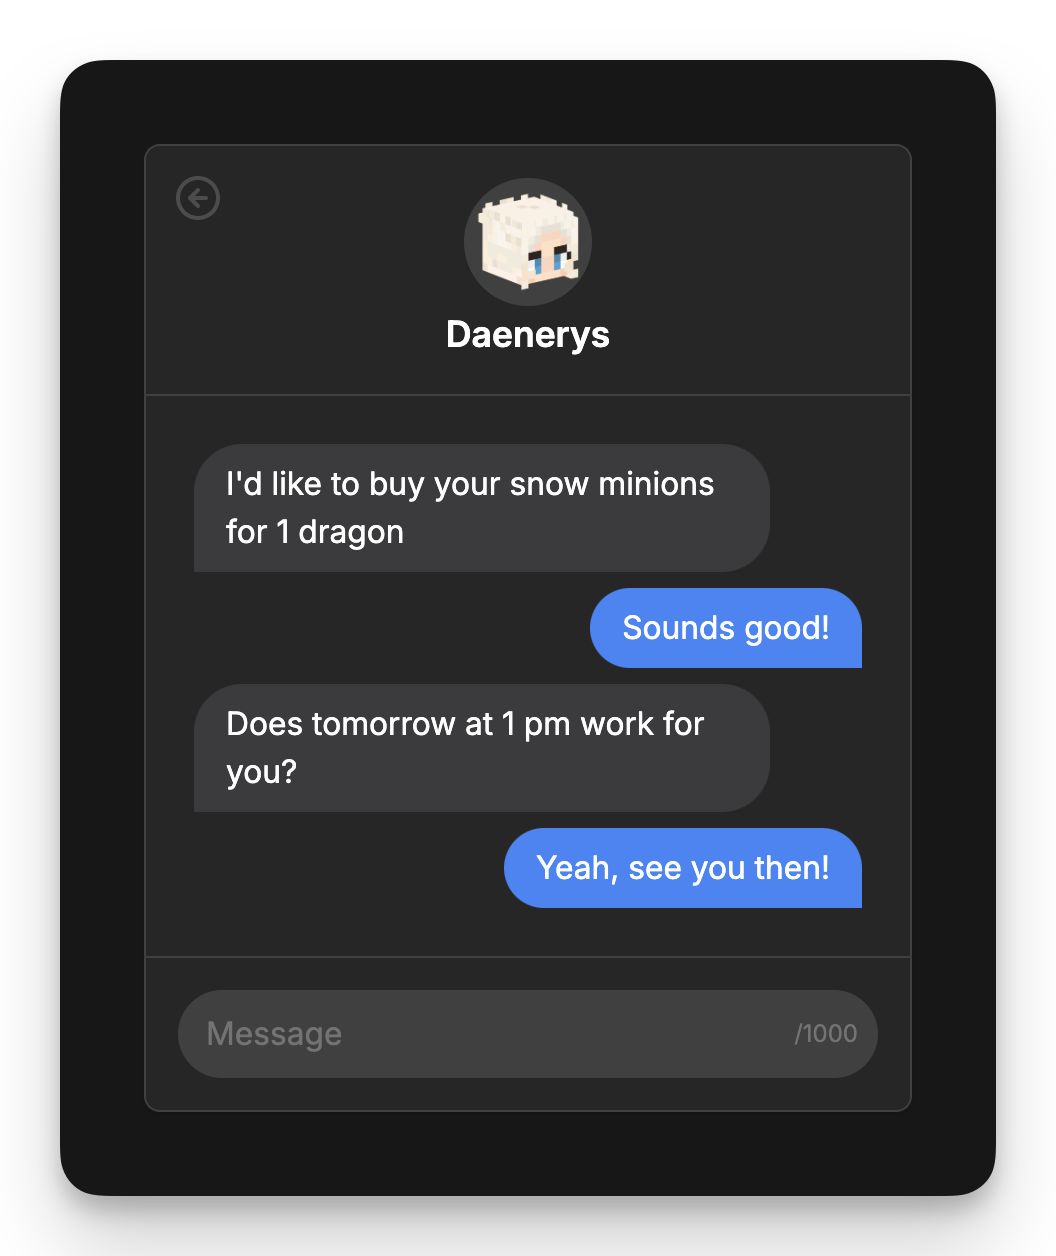 Daenerys
I'd like to buy your snow minions
for 1 dragon
Sounds good!
Does tomorrow at 1 pm work for
you?
Yeah, see you then!
Message
/1000